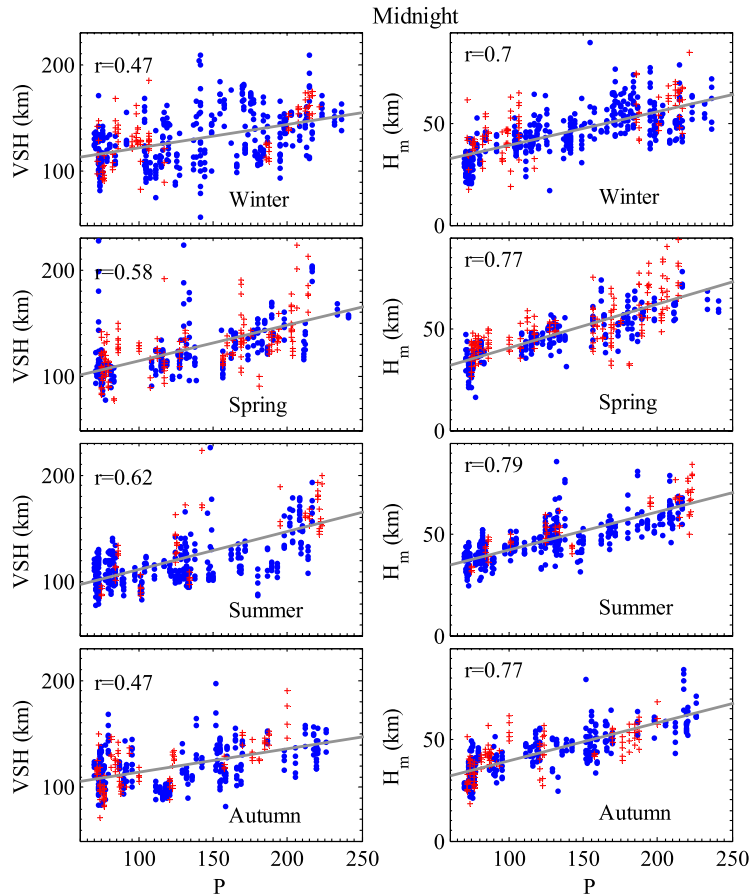 Midnight
r=0.47
VSH (km)
200
100
Winter
r=0.7
H_m (km)
50
0
Winter
r=0.58
VSH (km)
200
100
Spring
r=0.77
H_m (km)
50
0
Spring
r=0.62
VSH (km)
200
100
Summer
r=0.79
H_m (km)
50
0
Summer
r=0.47
VSH (km)
200
100
Autumn
100 150 200 250
P
r=0.77
H_m (km)
50
0
Autumn
100 150 200 250
P